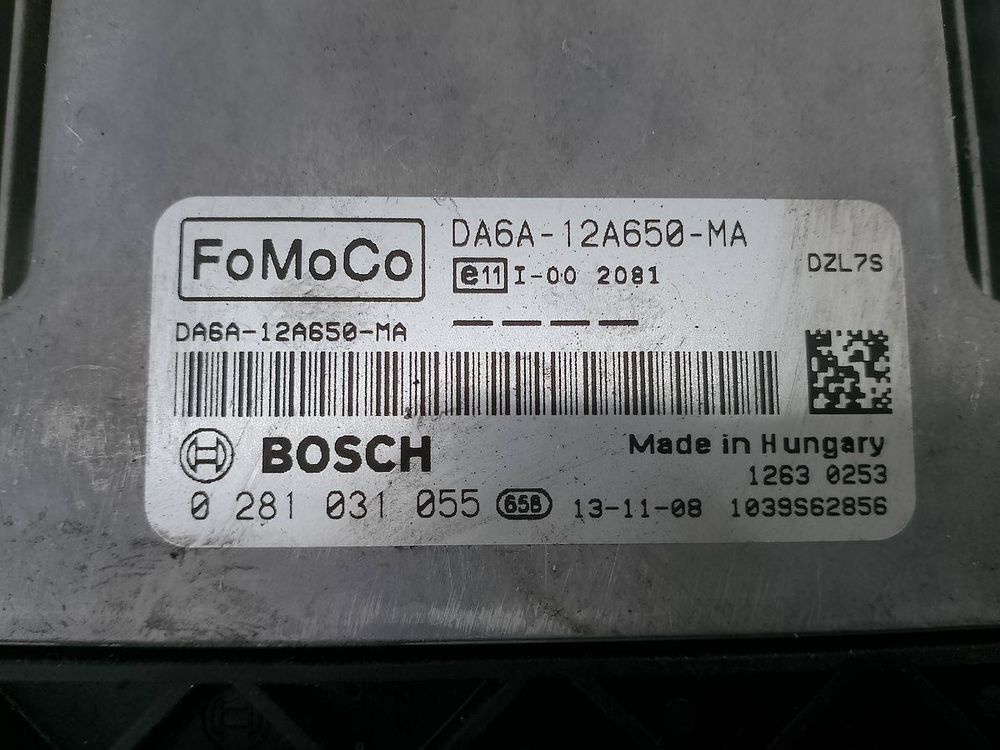 FoMoCo
DA6A-12A650-MA
e11 I-00 2081
DZL7S
DA6A-12A650-MA
BOSCH
Made in Hungary
1263 0253
0 281 031 055 65B 13-11-08 1039S62856